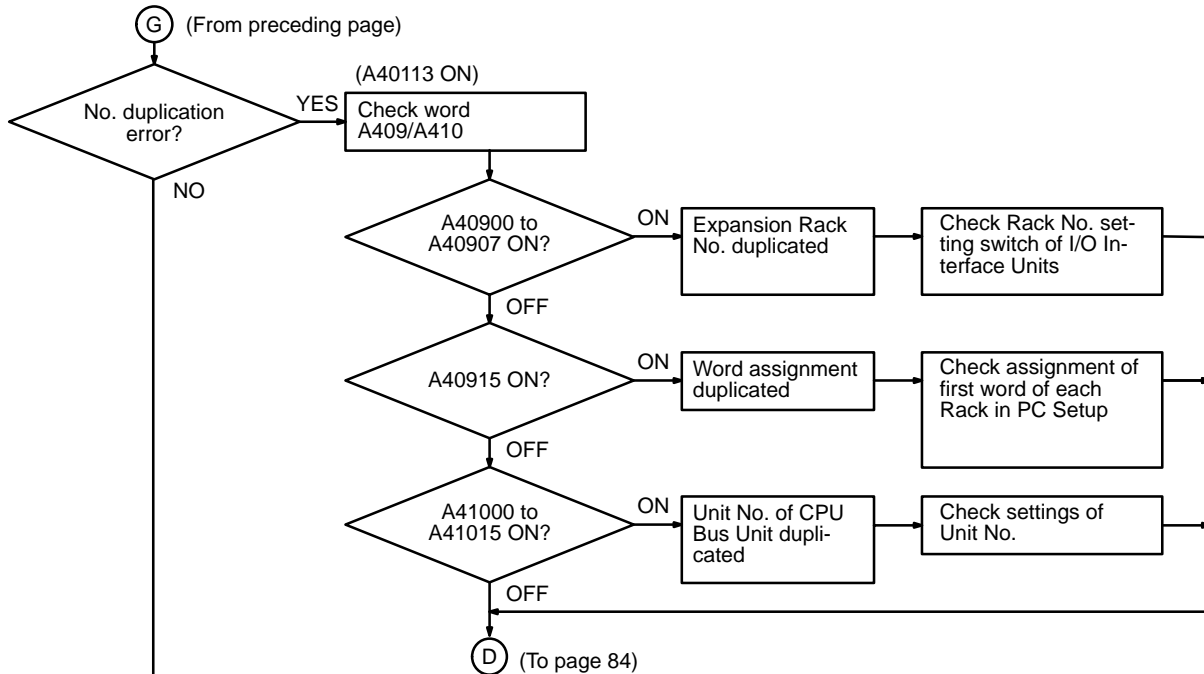 G
(From preceding page)
No. duplication
error?
YES
NO
(A40113 ON)
Check word
A409/A410
A40900 to
A40907 ON?
ON
Expansion Rack
No. duplicated
Check Rack No. set-
ting switch of I/O In-
terface Units
OFF
A40915 ON?
ON
Word assignment
duplicated
Check assignment of
first word of each
Rack in PC Setup
OFF
A41000 to
A41015 ON?
ON
Unit No. of CPU
Bus Unit dupli-
cated
Check settings of
Unit No.
OFF
D
(To page 84)